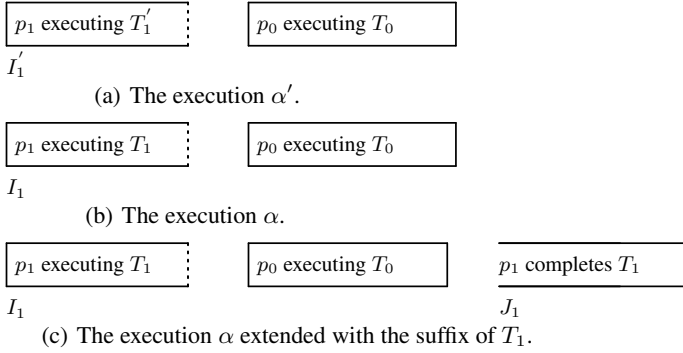 p₁ executing T₁′ p₀ executing T₀
I₁′
(a) The execution α′.
p₁ executing T₁ p₀ executing T₀
I₁
(b) The execution α.
p₁ executing T₁ p₀ executing T₀ p₁ completes T₁
I₁ J₁
(c) The execution α extended with the suffix of T₁.